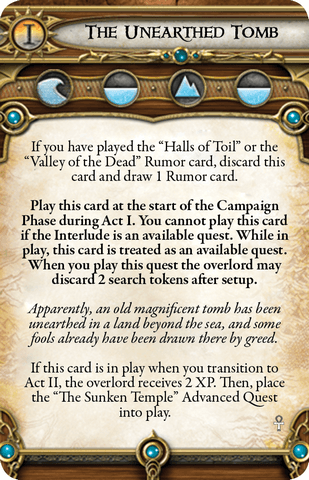 I
The Unearthed Tomb
If you have played the “Halls of Toil” or the
“Valley of the Dead” Rumor card, discard this
card and draw 1 Rumor card.
Play this card at the start of the Campaign
Phase during Act I. You cannot play this card
if the Interlude is an available quest. While in
play, this card is treated as an available quest.
When you play this quest the overlord may
discard 2 search tokens after setup.
Apparently, an old magnificent tomb has been
unearthed in a land beyond the sea, and some
fools already have been drawn there by greed.
If this card is in play when you transition to
Act II, the overlord receives 2 XP. Then, place
the “The Sunken Temple” Advanced Quest
into play.